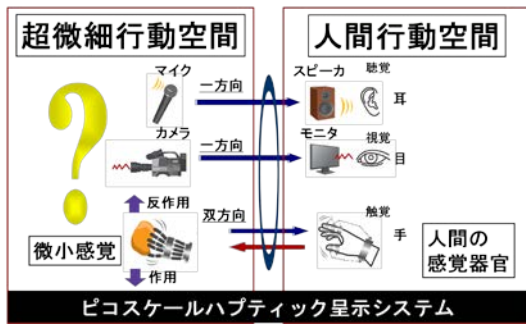 超微細行動空間
人間行動空間
マイク
一方向
スピーカ
聴覚
耳
カメラ
一方向
モニタ
視覚
目
反作用
双方向
触覚
手
微小感覚
作用
人間の
感覚器官
ピコスケールハプティック呈示システム